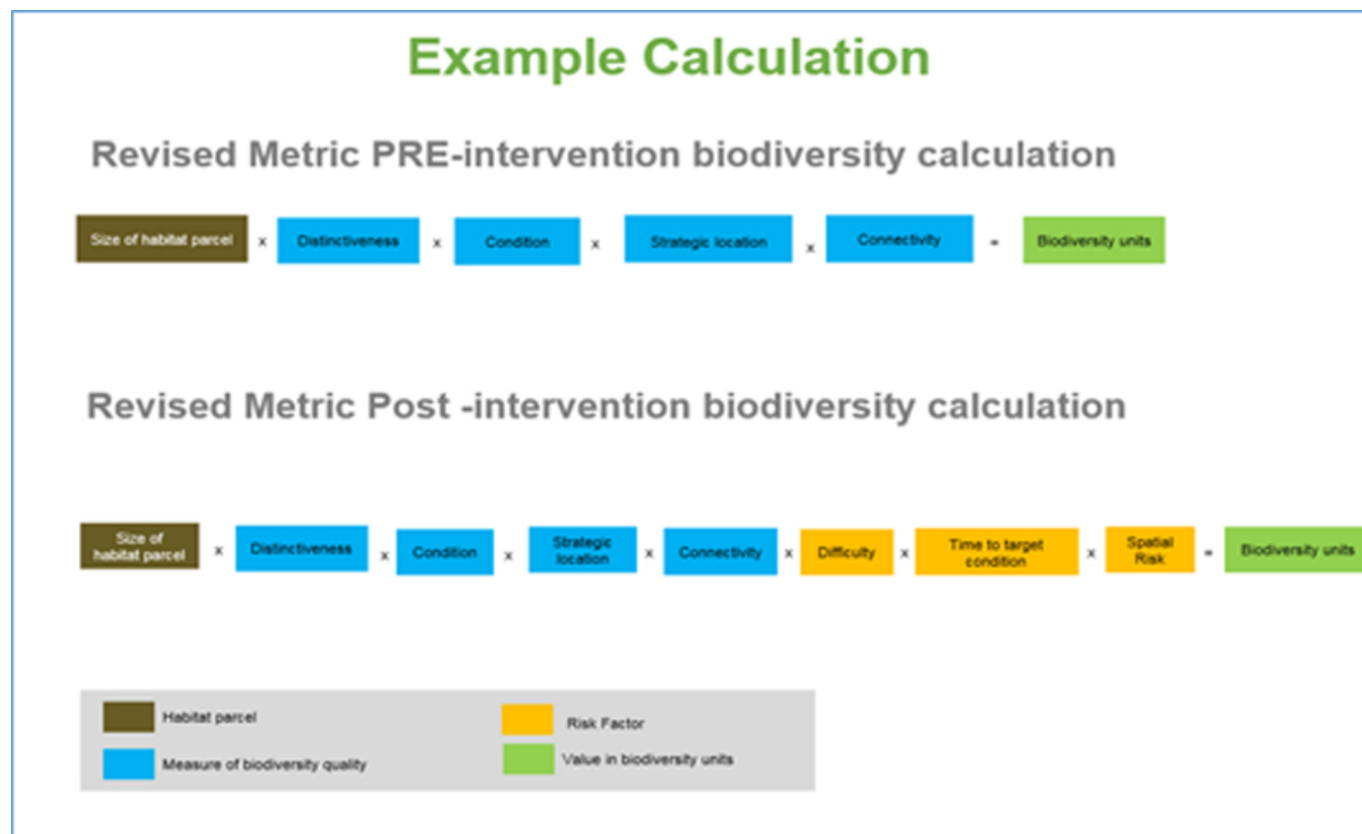 Example Calculation
Revised Metric PRE-intervention biodiversity calculation
Size of habitat parcel x Distinctiveness x Condition x Strategic location x Connectivity = Biodiversity units
Revised Metric Post -intervention biodiversity calculation
Size of habitat parcel x Distinctiveness x Condition x Strategic location x Connectivity x Difficulty x Time to target condition x Spatial Risk = Biodiversity units
Habitat parcel
Risk Factor
Measure of biodiversity quality
Value in biodiversity units